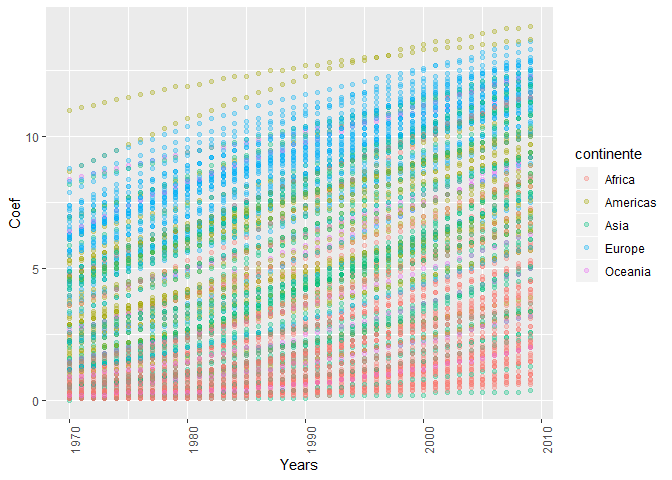 Coef
10
5
0
1970
1980
1990
2000
2010
Years
continente
Africa
Americas
Asia
Europe
Oceania